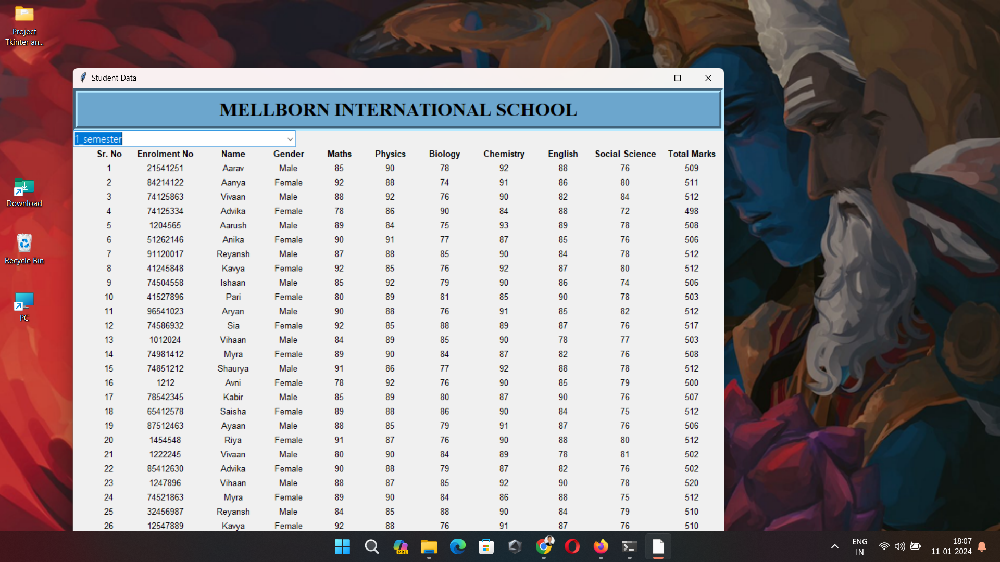 Project
Tkinter an...
Download
Recycle Bin
PC
Student Data
MELLBORN INTERNATIONAL SCHOOL
1_semester
Sr. No Enrolment No Name Gender Maths Physics Biology Chemistry English Social Science Total Marks
1 21541251 Aarav Male 85 90 78 92 88 76 509
2 84214122 Aanya Female 92 88 74 91 86 80 511
3 74125863 Vivaan Male 88 92 76 90 82 84 512
4 74125334 Advika Female 78 86 90 84 88 72 498
5 1204565 Aarush Male 89 84 75 93 89 78 508
6 51262146 Anika Female 90 91 77 87 85 76 506
7 91120017 Reyansh Male 87 88 85 90 84 78 512
8 41245848 Kavya Female 92 85 76 92 87 80 512
9 74504558 Ishaan Male 85 92 79 90 86 74 506
10 41527896 Pari Female 80 89 81 85 90 78 503
11 96541023 Aryan Male 90 88 76 91 85 82 512
12 74586932 Sia Female 92 85 88 89 87 76 517
13 1012024 Vihaan Male 84 89 85 90 78 77 503
14 74981412 Myra Female 89 90 84 87 82 76 508
15 74851212 Shaurya Male 91 86 77 92 88 78 512
16 1212 Avni Female 78 92 76 90 85 79 500
17 78542345 Kabir Male 85 89 80 87 90 76 507
18 65412578 Saisha Female 89 88 86 90 84 75 512
19 87512463 Ayaan Male 88 85 79 91 87 76 506
20 1454548 Riya Female 91 87 76 90 88 80 512
21 1222245 Vivaan Male 80 90 84 89 78 81 502
22 85412630 Advika Female 90 88 79 87 82 76 502
23 1247896 Vihaan Male 88 87 85 92 90 78 520
24 74521863 Myra Female 89 90 84 86 88 75 512
25 32456987 Reyansh Male 84 85 88 90 84 79 510
26 12547889 Kavya Female 92 88 76 91 87 76 510
PRE
ENG
IN
18:07
11-01-2024